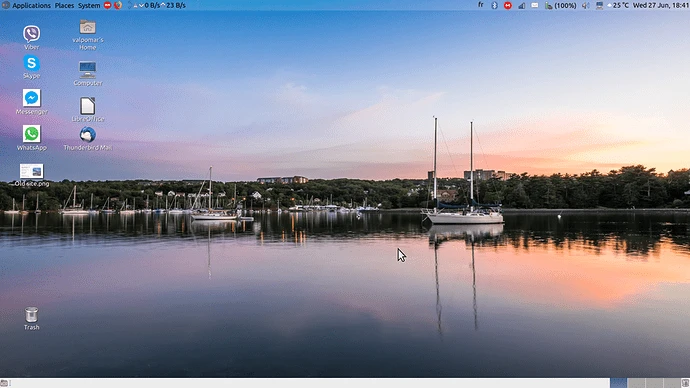 Applications Places System 0 B/s 23 B/s
fr (100%) 25 °C Wed 27 Jun, 18:41
Viber
valpomar's
Home
Skype
Computer
Messenger
LibreOffice
WhatsApp
Thunderbird Mail
Old site.png
Trash